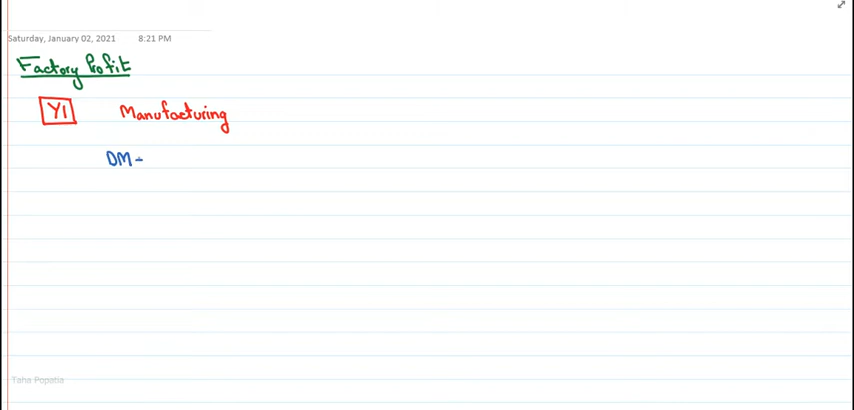 Saturday, January 02, 2021 8:21 PM
Factory Profit
Y1 Manufacturing
DM -
Taha Popatia